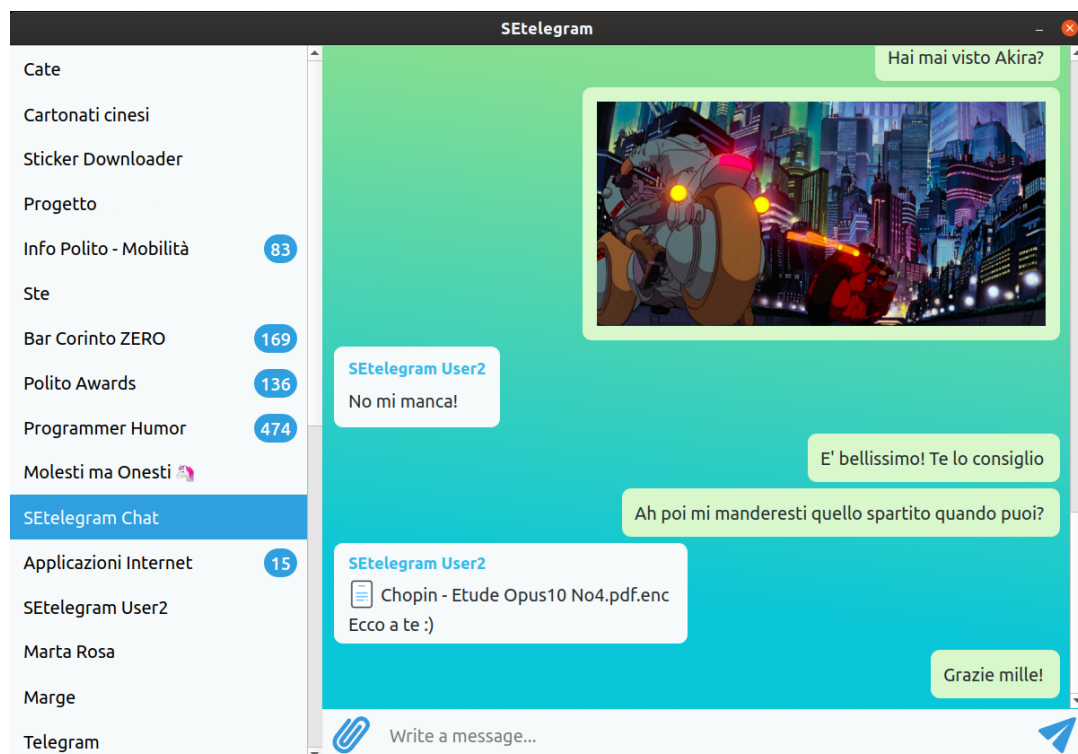 SEtelegram
Cate
Cartonati cinesi
Sticker Downloader
Progetto
Info Polito - Mobilità 83
Ste
Bar Corinto ZERO 169
Polito Awards 136
Programmer Humor 474
Molesti ma Onesti 🦄
SEtelegram Chat
Applicazioni Internet 15
SEtelegram User2
Marta Rosa
Marge
Telegram
Hai mai visto Akira?
SEtelegram User2
No mi manca!
E' bellissimo! Te lo consiglio
Ah poi mi manderesti quello spartito quando puoi?
SEtelegram User2
Chopin - Etude Opus10 No4.pdf.enc
Ecco a te :)
Grazie mille!
Write a message...